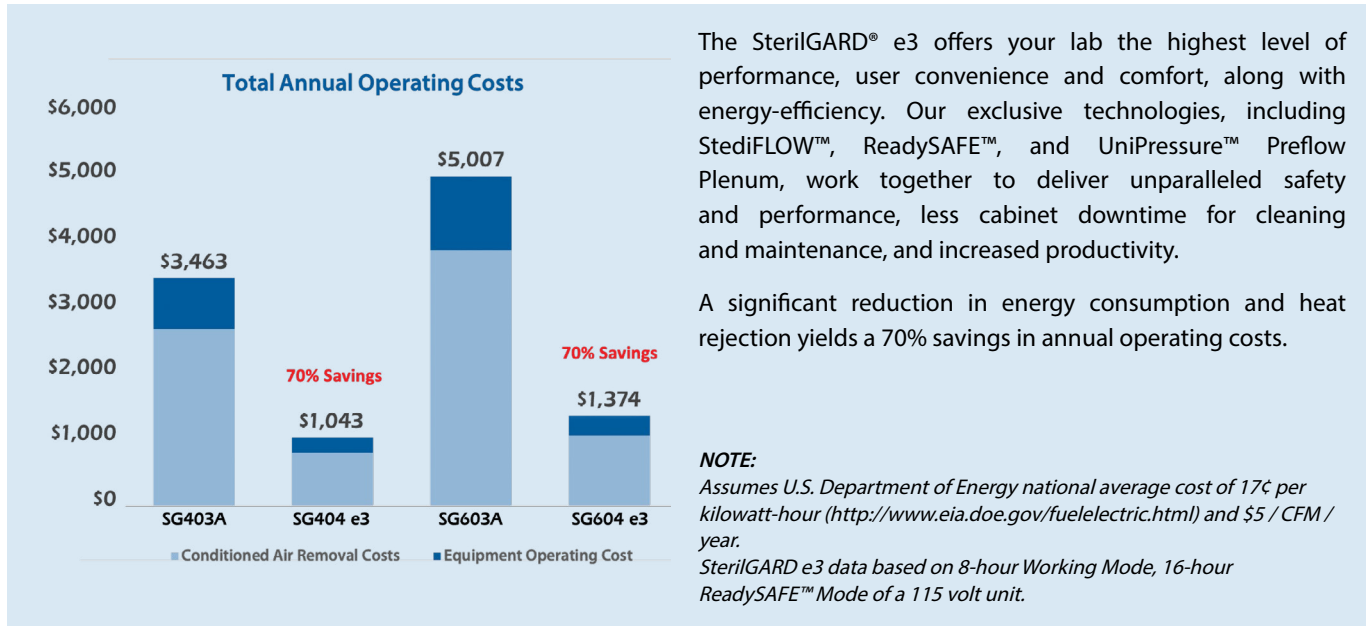 Total Annual Operating Costs
$6,000
$5,000
$4,000
$3,000
$2,000
$1,000
$0
$3,463
70% Savings
$1,043
$5,007
70% Savings
$1,374
SG403A
SG404 e3
SG603A
SG604 e3
Conditioned Air Removal Costs
Equipment Operating Cost
The SterilGARD® e3 offers your lab the highest level of
performance, user convenience and comfort, along with
energy-efficiency. Our exclusive technologies, including
StediFLOW™, ReadySAFE™, and UniPressure™ Preflow
Plenum, work together to deliver unparalleled safety
and performance, less cabinet downtime for cleaning
and maintenance, and increased productivity.
A significant reduction in energy consumption and heat
rejection yields a 70% savings in annual operating costs.
NOTE:
Assumes U.S. Department of Energy national average cost of 17¢ per
kilowatt-hour (http://www.eia.doe.gov/fuelelectric.html) and $5 / CFM /
year.
SterilGARD e3 data based on 8-hour Working Mode, 16-hour
ReadySAFE™ Mode of a 115 volt unit.